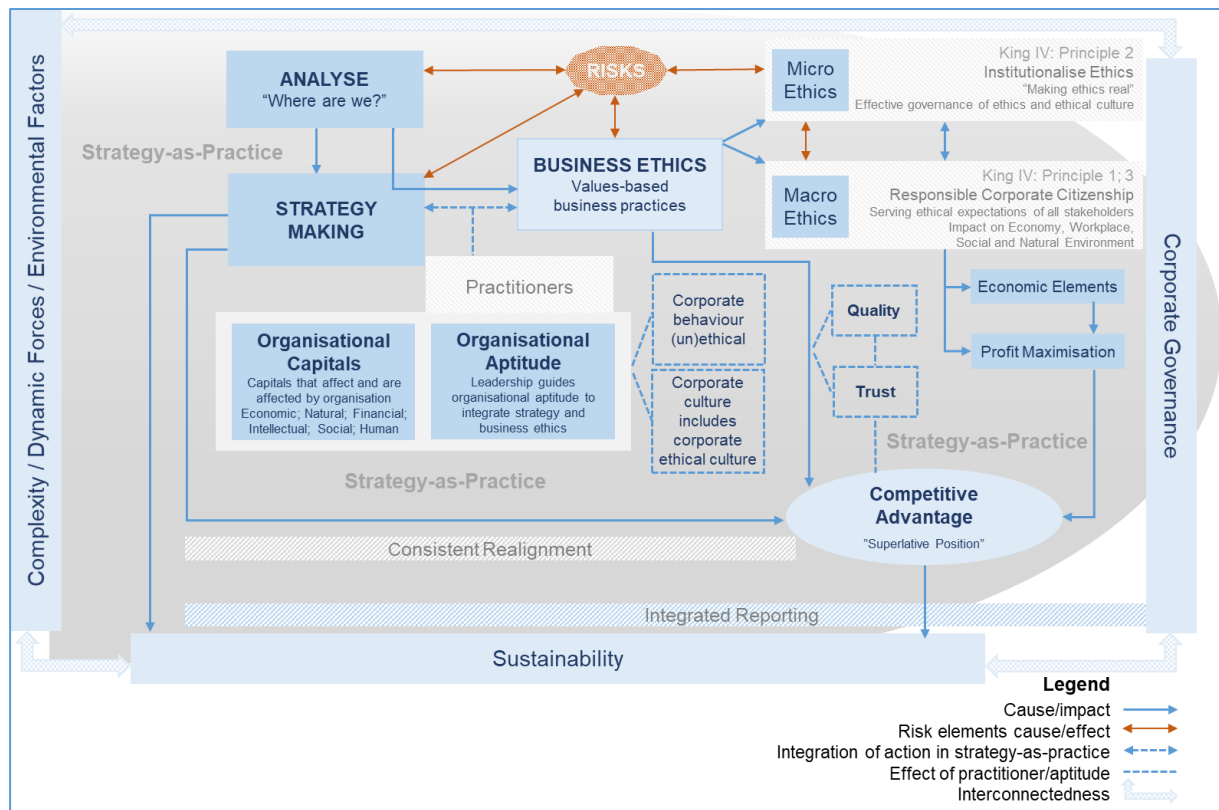 Complexity / Dynamic Forces / Environmental Factors
ANALYSE
“Where are we?”
RISKS
Micro
Ethics
King IV: Principle 2
Institutionalise Ethics
“Making ethics real”
Effective governance of ethics and ethical culture
Strategy-as-Practice
BUSINESS ETHICS
Values-based
business practices
STRATEGY
MAKING
Macro
Ethics
King IV: Principle 1; 3
Responsible Corporate Citizenship
Serving ethical expectations of all stakeholders
Impact on Economy, Workplace,
Social and Natural Environment
Corporate Governance
Practitioners
Organisational
Capitals
Capitals that affect and are
affected by organisation
Economic; Natural; Financial;
Intellectual; Social; Human
Organisational
Aptitude
Leadership guides
organisational aptitude to
integrate strategy and
business ethics
Corporate
behaviour
(un)ethical
Corporate
culture
includes
corporate
ethical culture
Quality
Trust
Economic Elements
Profit Maximisation
Strategy-as-Practice
Strategy-as-Practice
Competitive
Advantage
”Superlative Position”
Consistent Realignment
Integrated Reporting
Sustainability
Legend
Cause/impact
Risk elements cause/effect
Integration of action in strategy-as-practice
Effect of practitioner/aptitude
Interconnectedness